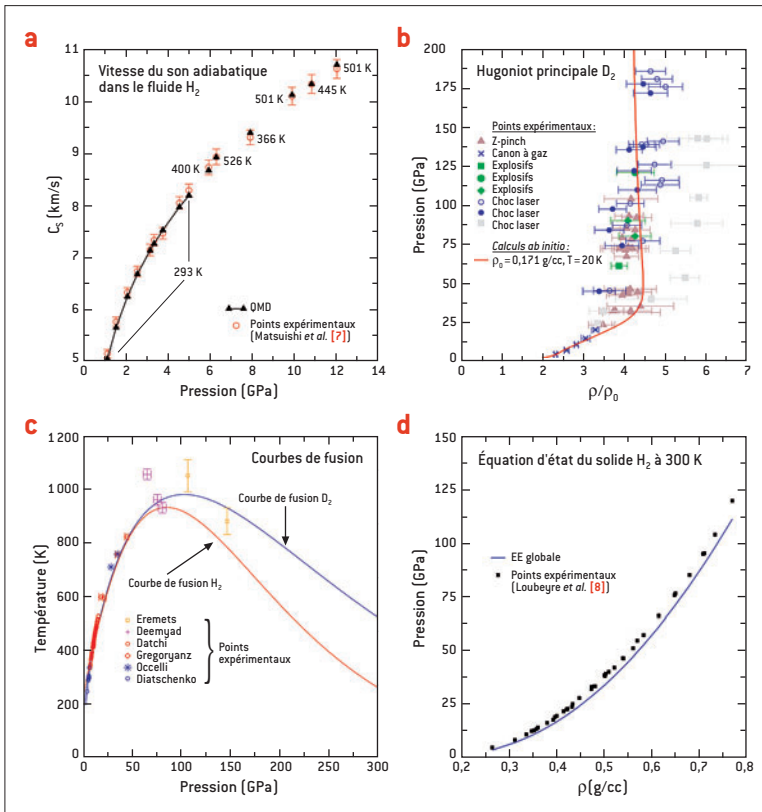 a
Vitesse du son adiabatique
dans le fluide H2
11
10
9
8
7
6
5
CS (km/s)
501 K
445 K
501 K
366 K
526 K
400 K
293 K
QMD
Points expérimentaux
(Matsuishi et al. [7])
0 2 4 6 8 10 12 14
Pression (GPa)
b
Hugoniot principale D2
200
175
150
125
100
75
50
25
0
Pression (GPa)
Points expérimentaux :
Z-pinch
Canon à gaz
Explosifs
Explosifs
Explosifs
Choc laser
Choc laser
Choc laser
Calculs ab initio :
ρ0 = 0,171 g/cc, T = 20 K
1 2 3 4 5 6 7
ρ/ρ0
c
Courbes de fusion
1200
1000
800
600
400
200
0
Température (K)
Courbe de fusion D2
Courbe de fusion H2
Eremets
Deemyad
Datchi
Gregoryanz
Occelli
Diatschenko
Points
expérimentaux
0 50 100 150 200 250 300
Pression (GPa)
d
Équation d'état du solide H2 à 300 K
150
125
100
75
50
25
0
Pression (GPa)
EE globale
Points expérimentaux
(Loubeyre et al. [8])
0,2 0,3 0,4 0,5 0,6 0,7 0,8
ρ(g/cc)